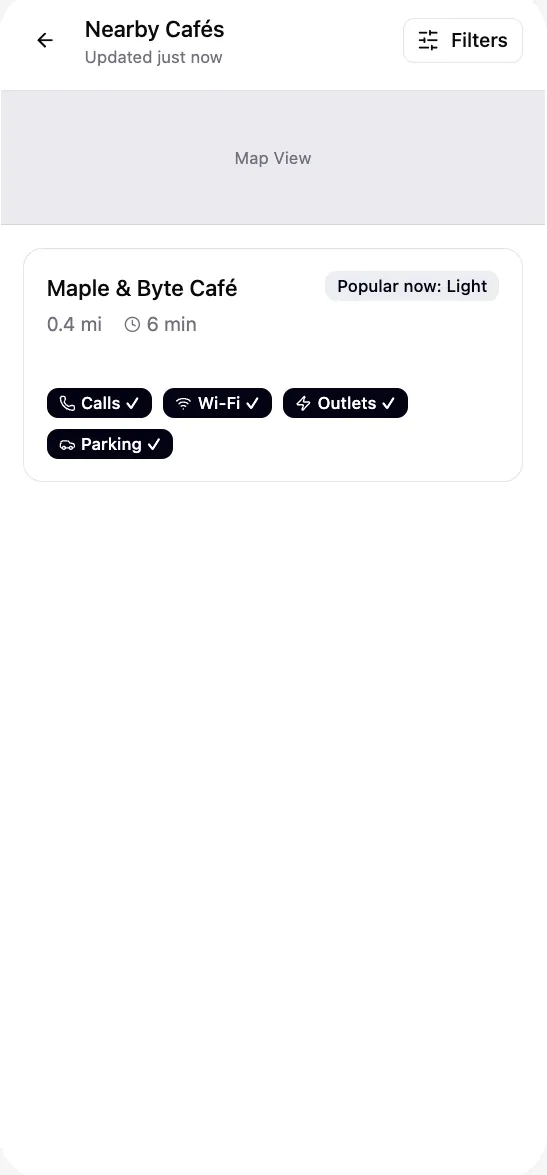 Nearby Cafés
Updated just now
Filters
Map View
Maple & Byte Café
Popular now: Light
0.4 mi 6 min
Calls ✓ Wi-Fi ✓ Outlets ✓
Parking ✓